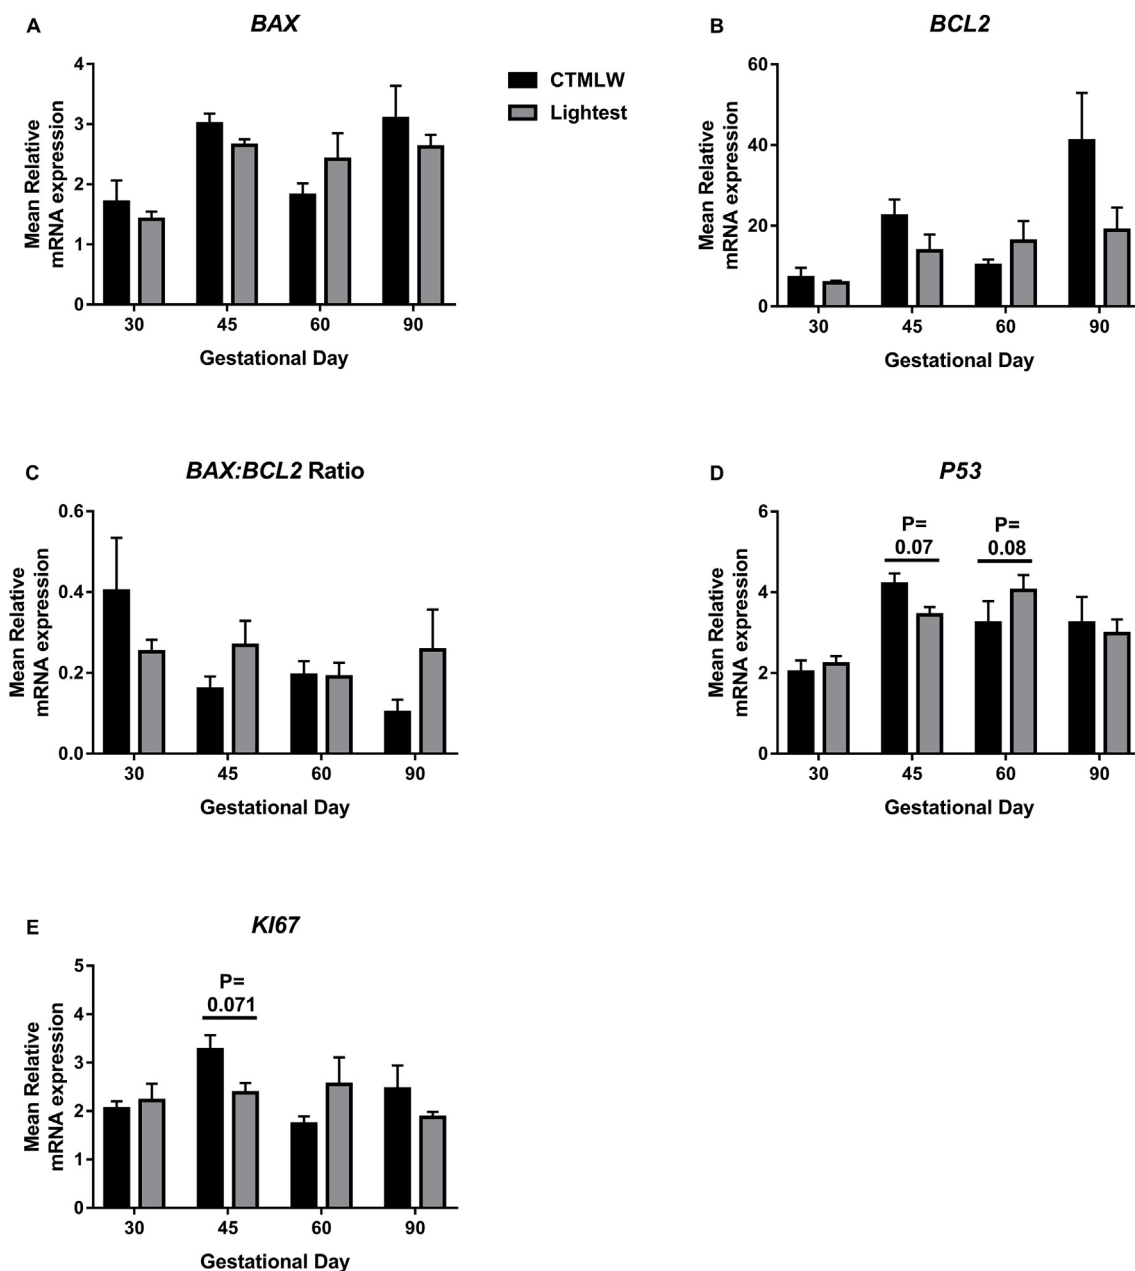 A
BAX
Mean Relative
mRNA expression
4
3
2
1
0
30 45 60 90
Gestational Day
CTMLW
Lightest
B
BCL2
Mean Relative
mRNA expression
60
40
20
0
30 45 60 90
Gestational Day
C
BAX:BCL2 Ratio
Mean Relative
mRNA expression
0.6
0.4
0.2
0.0
30 45 60 90
Gestational Day
D
P53
Mean Relative
mRNA expression
6
4
2
0
P=
0.07
P=
0.08
30 45 60 90
Gestational Day
E
KI67
Mean Relative
mRNA expression
5
4
3
2
1
0
P=
0.071
30 45 60 90
Gestational Day